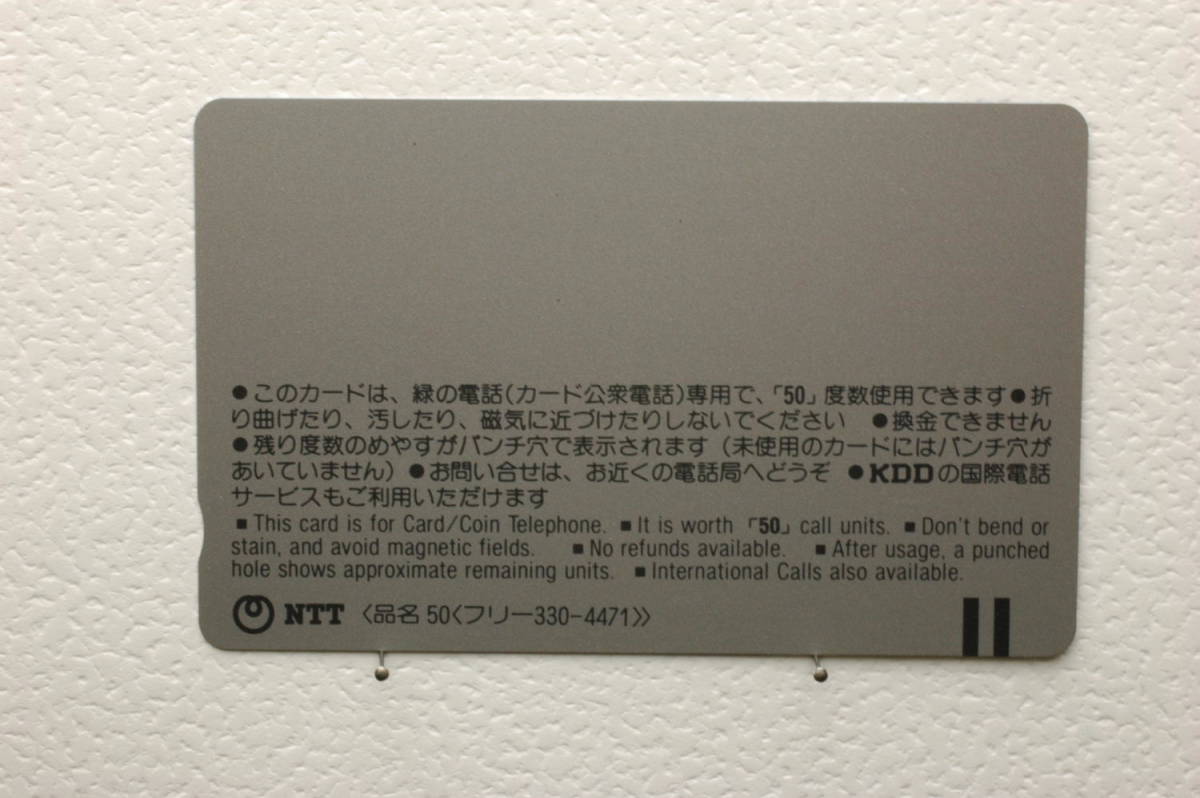 ●このカードは、緑の電話(カード公衆電話)専用で、「50」度数使用できます●折
り曲げたり、汚したり、磁気に近づけたりしないでください ●換金できません
●残り度数のめやすがパンチ穴で表示されます(未使用のカードにはパンチ穴が
あいていません)●お問い合せは、お近くの電話局へどうぞ ●KDDの国際電話
サービスもご利用いただけます
■This card is for Card/Coin Telephone. ■It is worth 「50」 call units. ■Don't bend or
stain, and avoid magnetic fields. ■No refunds available. ■After usage, a punched
hole shows approximate remaining units. ■International Calls also available.
NTT 〈品名 50〈フリー330-4471〉〉